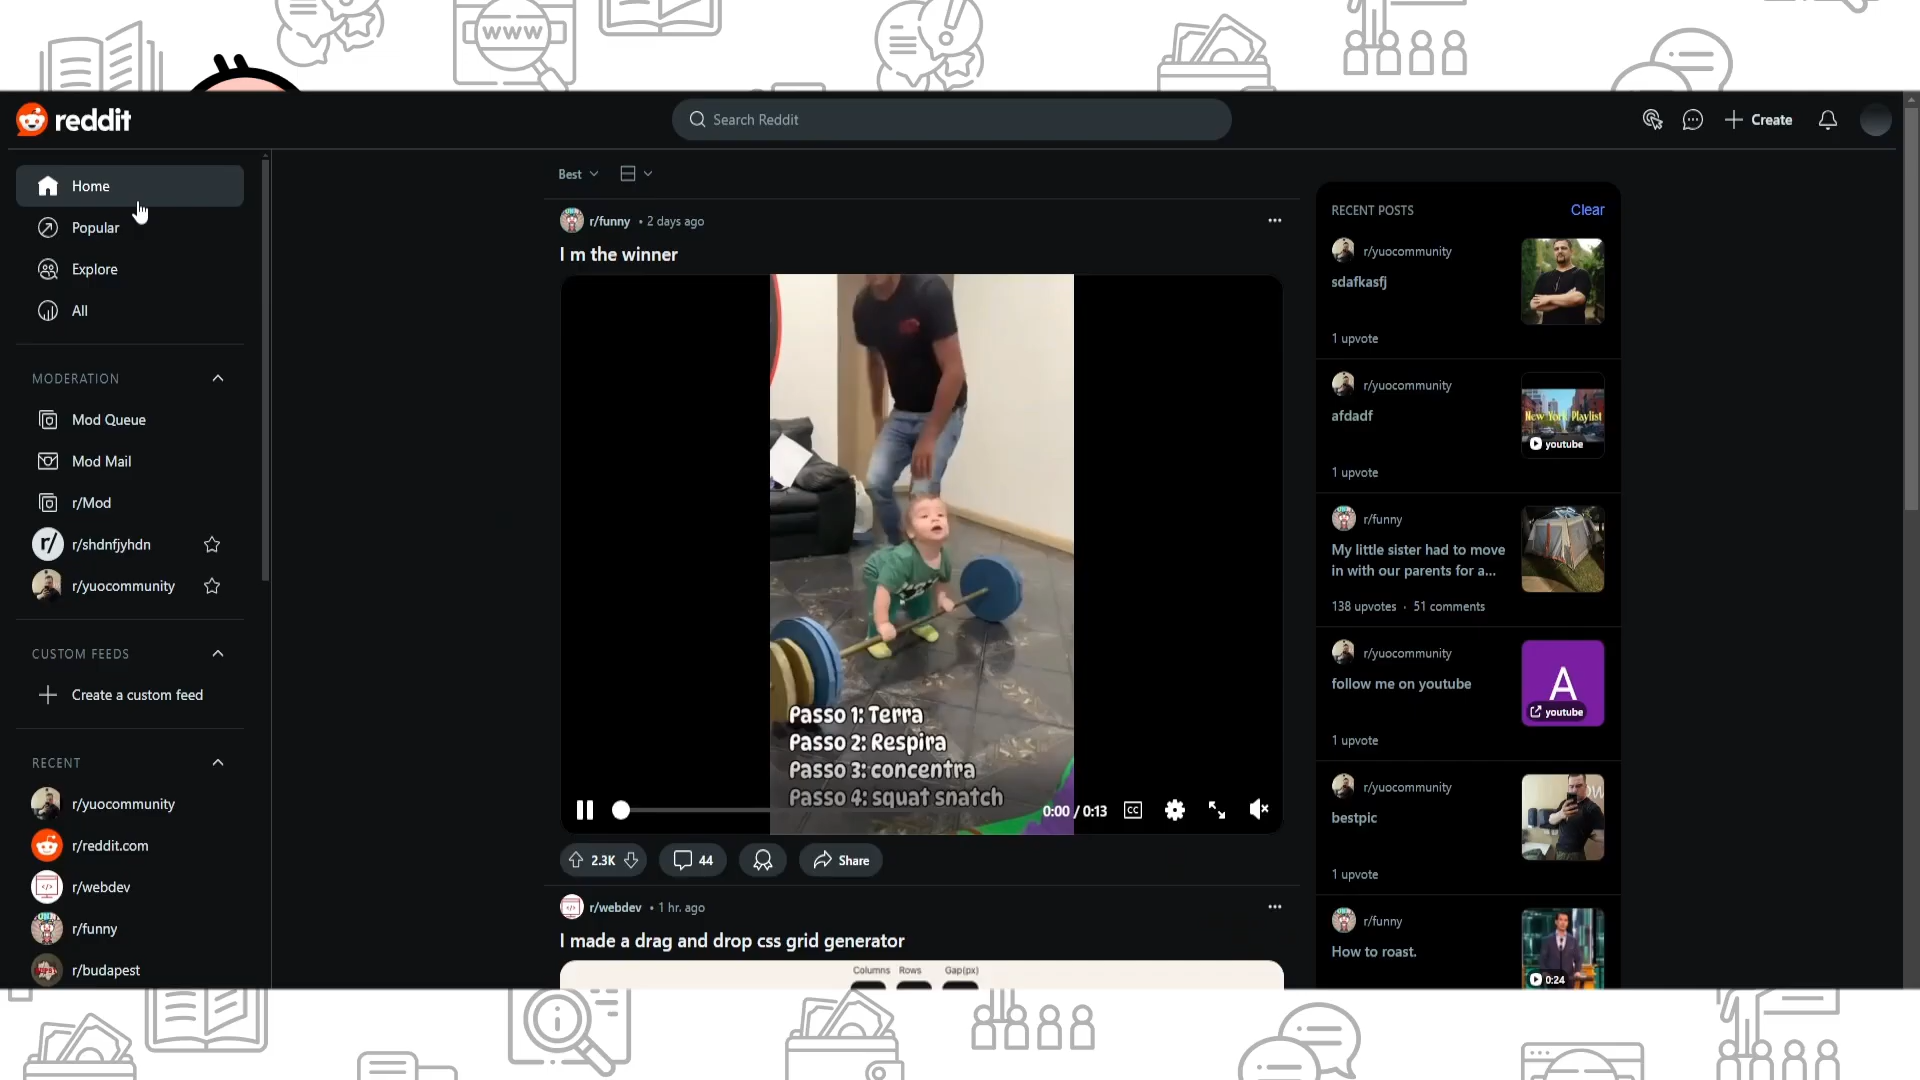 www
reddit
Search Reddit
Create
Home
Popular
Explore
All
MODERATION
Mod Queue
Mod Mail
r/Mod
r/ r/shdnfjyhdn
r/yuocommunity
CUSTOM FEEDS
Create a custom feed
RECENT
r/yuocommunity
r/reddit.com
r/webdev
r/funny
r/budapest
Best
r/funny • 2 days ago
I m the winner
Passo 1: Terra
Passo 2: Respira
Passo 3: concentra
Passo 4: squat snatch
0:00 / 0:13 CC
2.3K 44 Share
r/webdev • 1 hr. ago
I made a drag and drop css grid generator
Columns Rows Gap(px)
RECENT POSTS Clear
r/yuocommunity
sdafkasfj
1 upvote
r/yuocommunity
afdadf
New York Playlist
youtube
1 upvote
r/funny
My little sister had to move
in with our parents for a...
138 upvotes · 51 comments
r/yuocommunity
follow me on youtube
A
youtube
1 upvote
r/yuocommunity
bestpic
1 upvote
r/funny
How to roast.
0:24